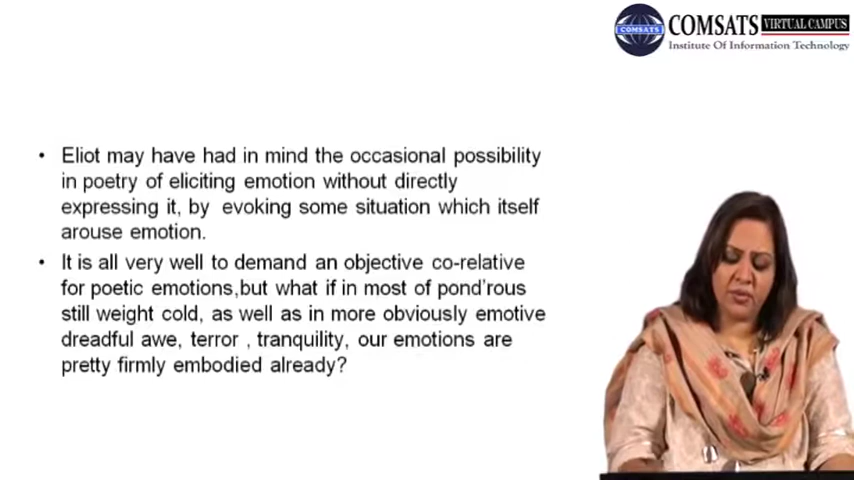 COMSATS VIRTUAL CAMPUS
COMSATS
Institute Of Information Technology
• Eliot may have had in mind the occasional possibility
in poetry of eliciting emotion without directly
expressing it, by evoking some situation which itself
arouse emotion.
• It is all very well to demand an objective co-relative
for poetic emotions,but what if in most of pond'rous
still weight cold, as well as in more obviously emotive
dreadful awe, terror , tranquility, our emotions are
pretty firmly embodied already?